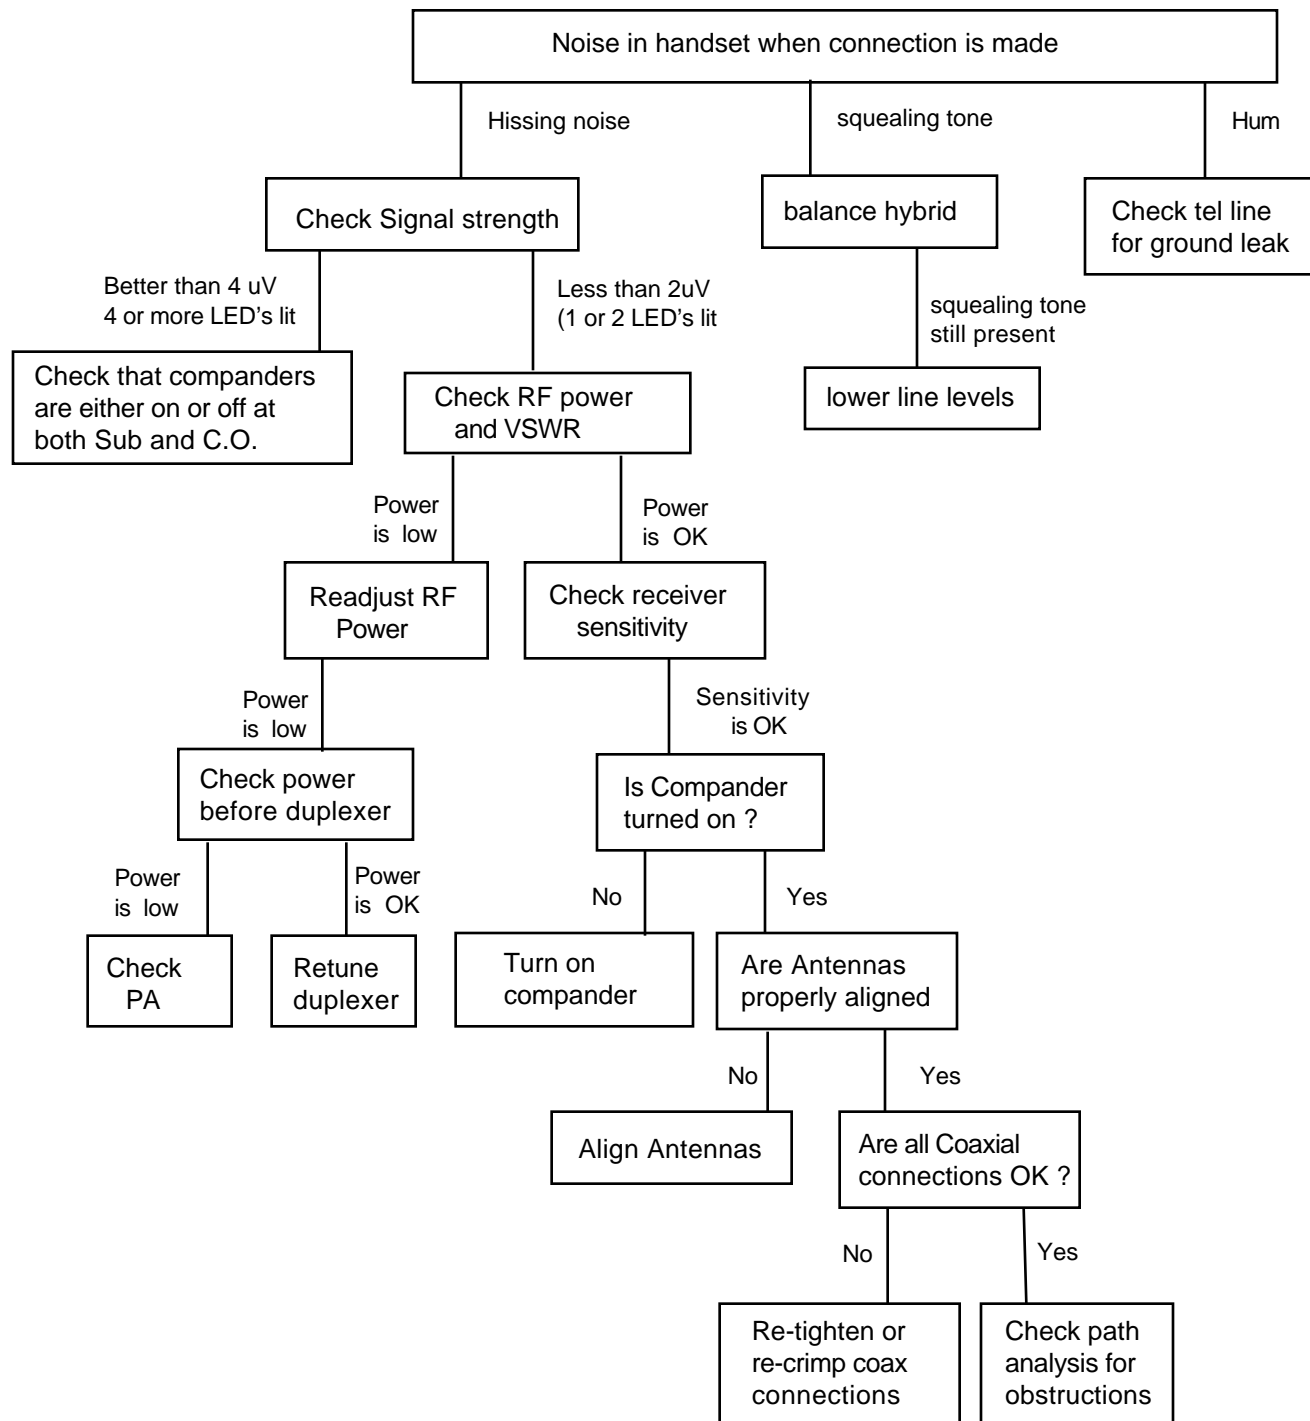 Noise in handset when connection is made
Hissing noise
squealing tone
Hum
Check Signal strength
balance hybrid
Check tel line
for ground leak
Better than 4 uV
4 or more LED's lit
Less than 2uV
(1 or 2 LED's lit
squealing tone
still present
Check that companders
are either on or off at
both Sub and C.O.
Check RF power
and VSWR
lower line levels
Power
is low
Power
is OK
Readjust RF
Power
Check receiver
sensitivity
Power
is low
Sensitivity
is OK
Check power
before duplexer
Is Compander
turned on ?
Power
is low
Power
is OK
No
Yes
Check
PA
Retune
duplexer
Turn on
compander
Are Antennas
properly aligned
No
Yes
Align Antennas
Are all Coaxial
connections OK ?
No
Yes
Re-tighten or
re-crimp coax
connections
Check path
analysis for
obstructions